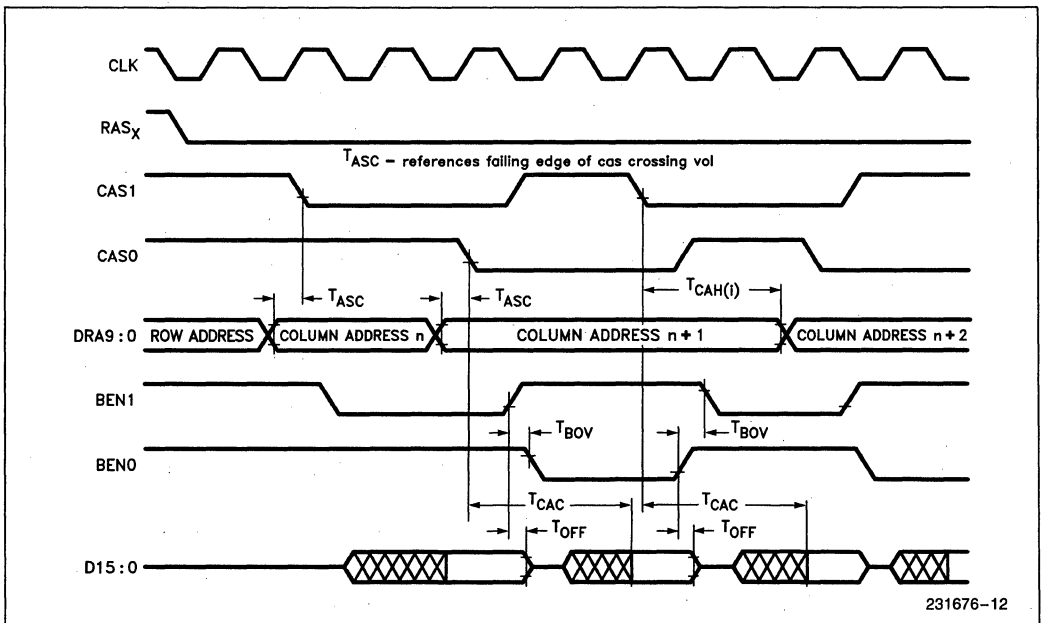 CLK
RASX
TASC – references failing edge of cas crossing vol
CAS1
CAS0
TASC
TASC
TCAH(i)
DRA9:0
ROW ADDRESS
COLUMN ADDRESS n
COLUMN ADDRESS n + 1
COLUMN ADDRESS n + 2
BEN1
TBOV
TBOV
BEN0
TCAC
TCAC
TOFF
TOFF
D15:0
231676–12